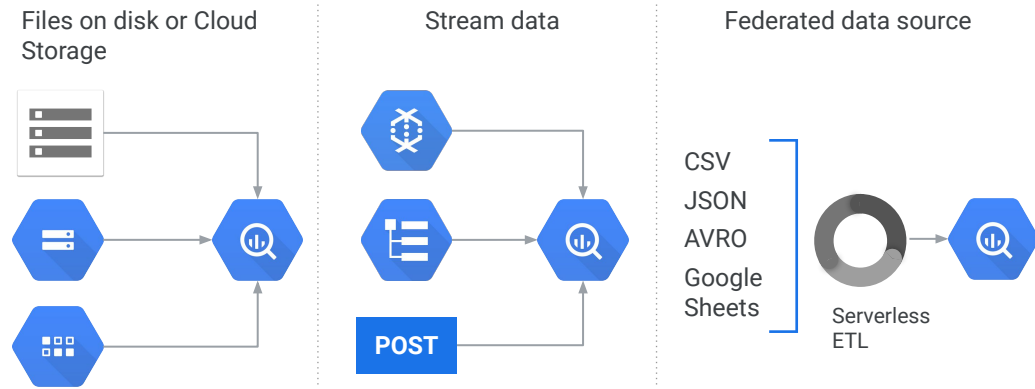 Files on disk or Cloud
Storage
Stream data
POST
Federated data source
CSV
JSON
AVRO
Google
Sheets
Serverless
ETL